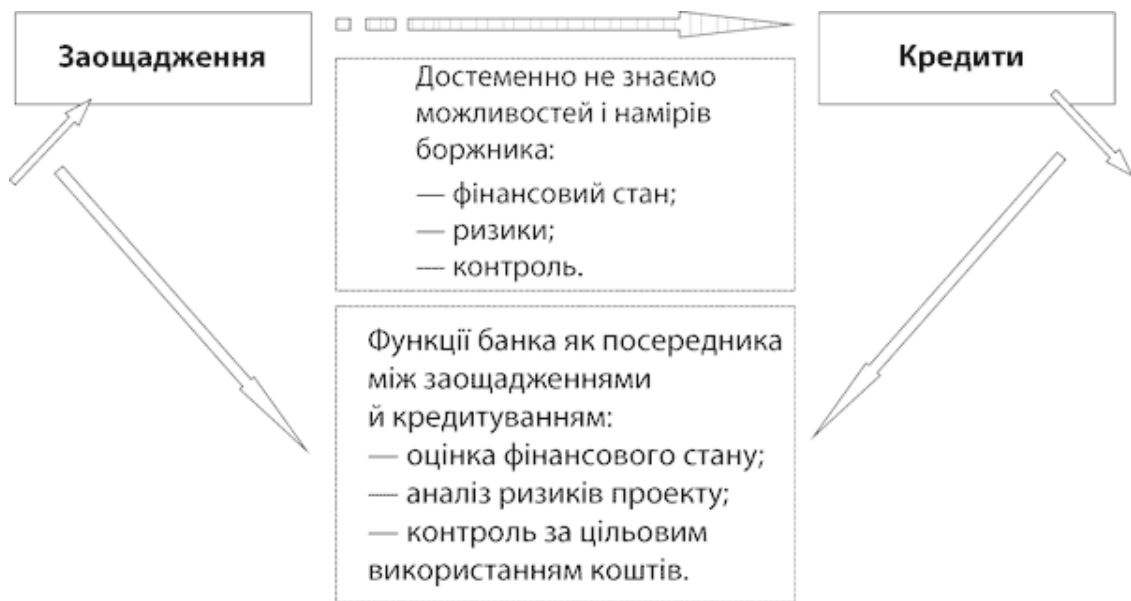 Заощадження
Кредити
Достеменно не знаємо
можливостей і намірів
боржника:
— фінансовий стан;
— ризики;
— контроль.
Функції банка як посередника
між заощадженнями
й кредитуванням:
— оцінка фінансового стану;
— аналіз ризиків проекту;
— контроль за цільовим
використанням коштів.